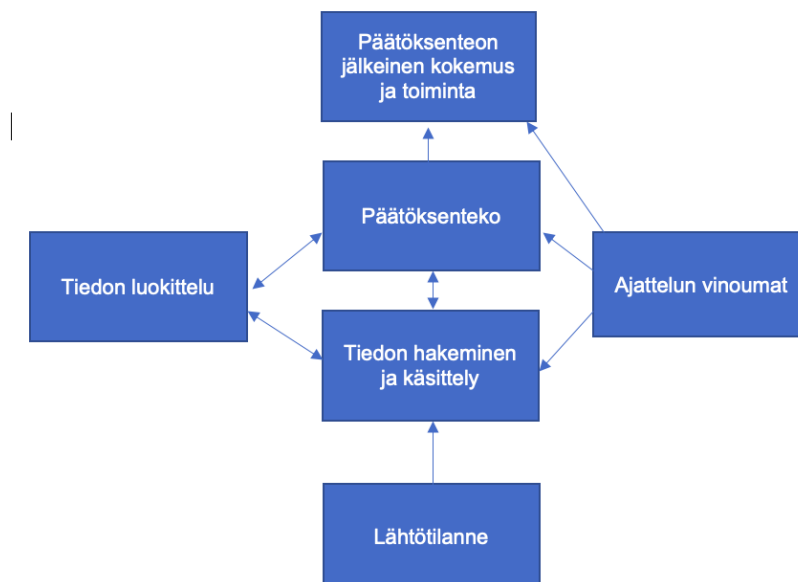 Päätöksenteon
jälkeinen kokemus
ja toiminta
Päätöksenteko
Tiedon luokittelu
Ajattelun vinoumat
Tiedon hakeminen
ja käsittely
Lähtötilanne